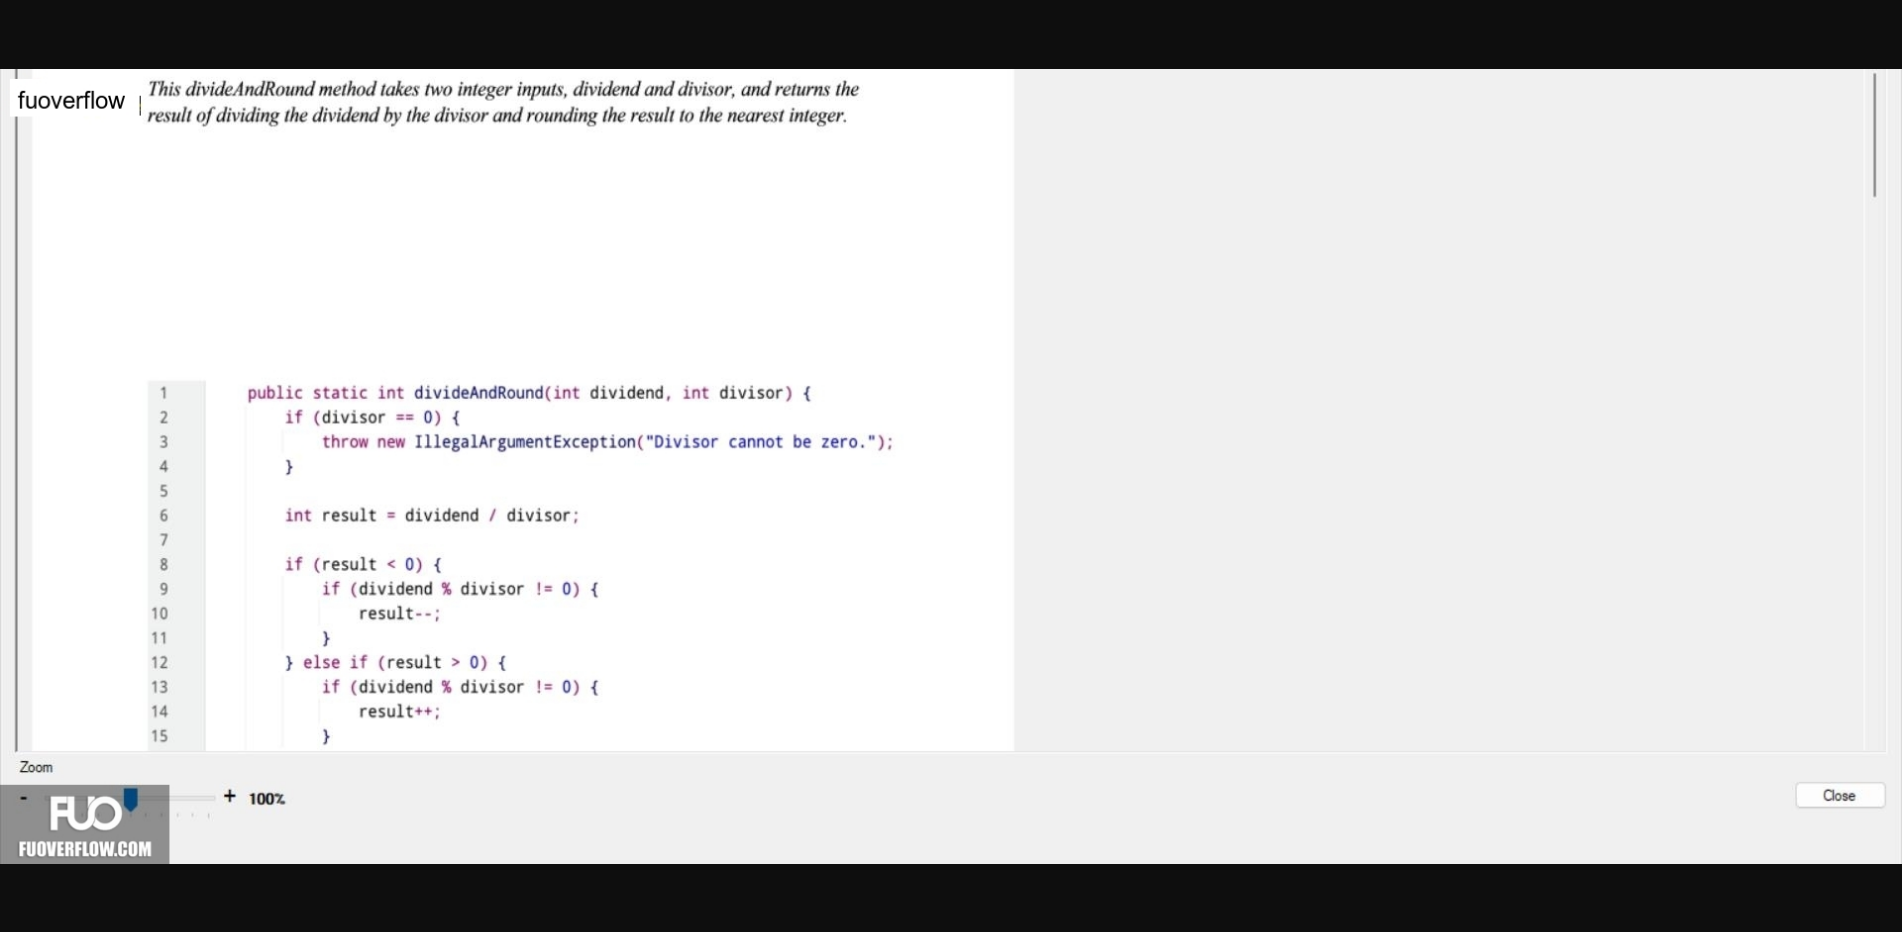 fuoverflow
This divideAndRound method takes two integer inputs, dividend and divisor, and returns the
result of dividing the dividend by the divisor and rounding the result to the nearest integer.
1 public static int divideAndRound(int dividend, int divisor) {
2 if (divisor == 0) {
3 throw new IllegalArgumentException("Divisor cannot be zero.");
4 }
5
6 int result = dividend / divisor;
7
8 if (result < 0) {
9 if (dividend % divisor != 0) {
10 result--;
11 }
12 } else if (result > 0) {
13 if (dividend % divisor != 0) {
14 result++;
15 }
Zoom
- + 100%
Close
FUO
FUOVERFLOW.COM